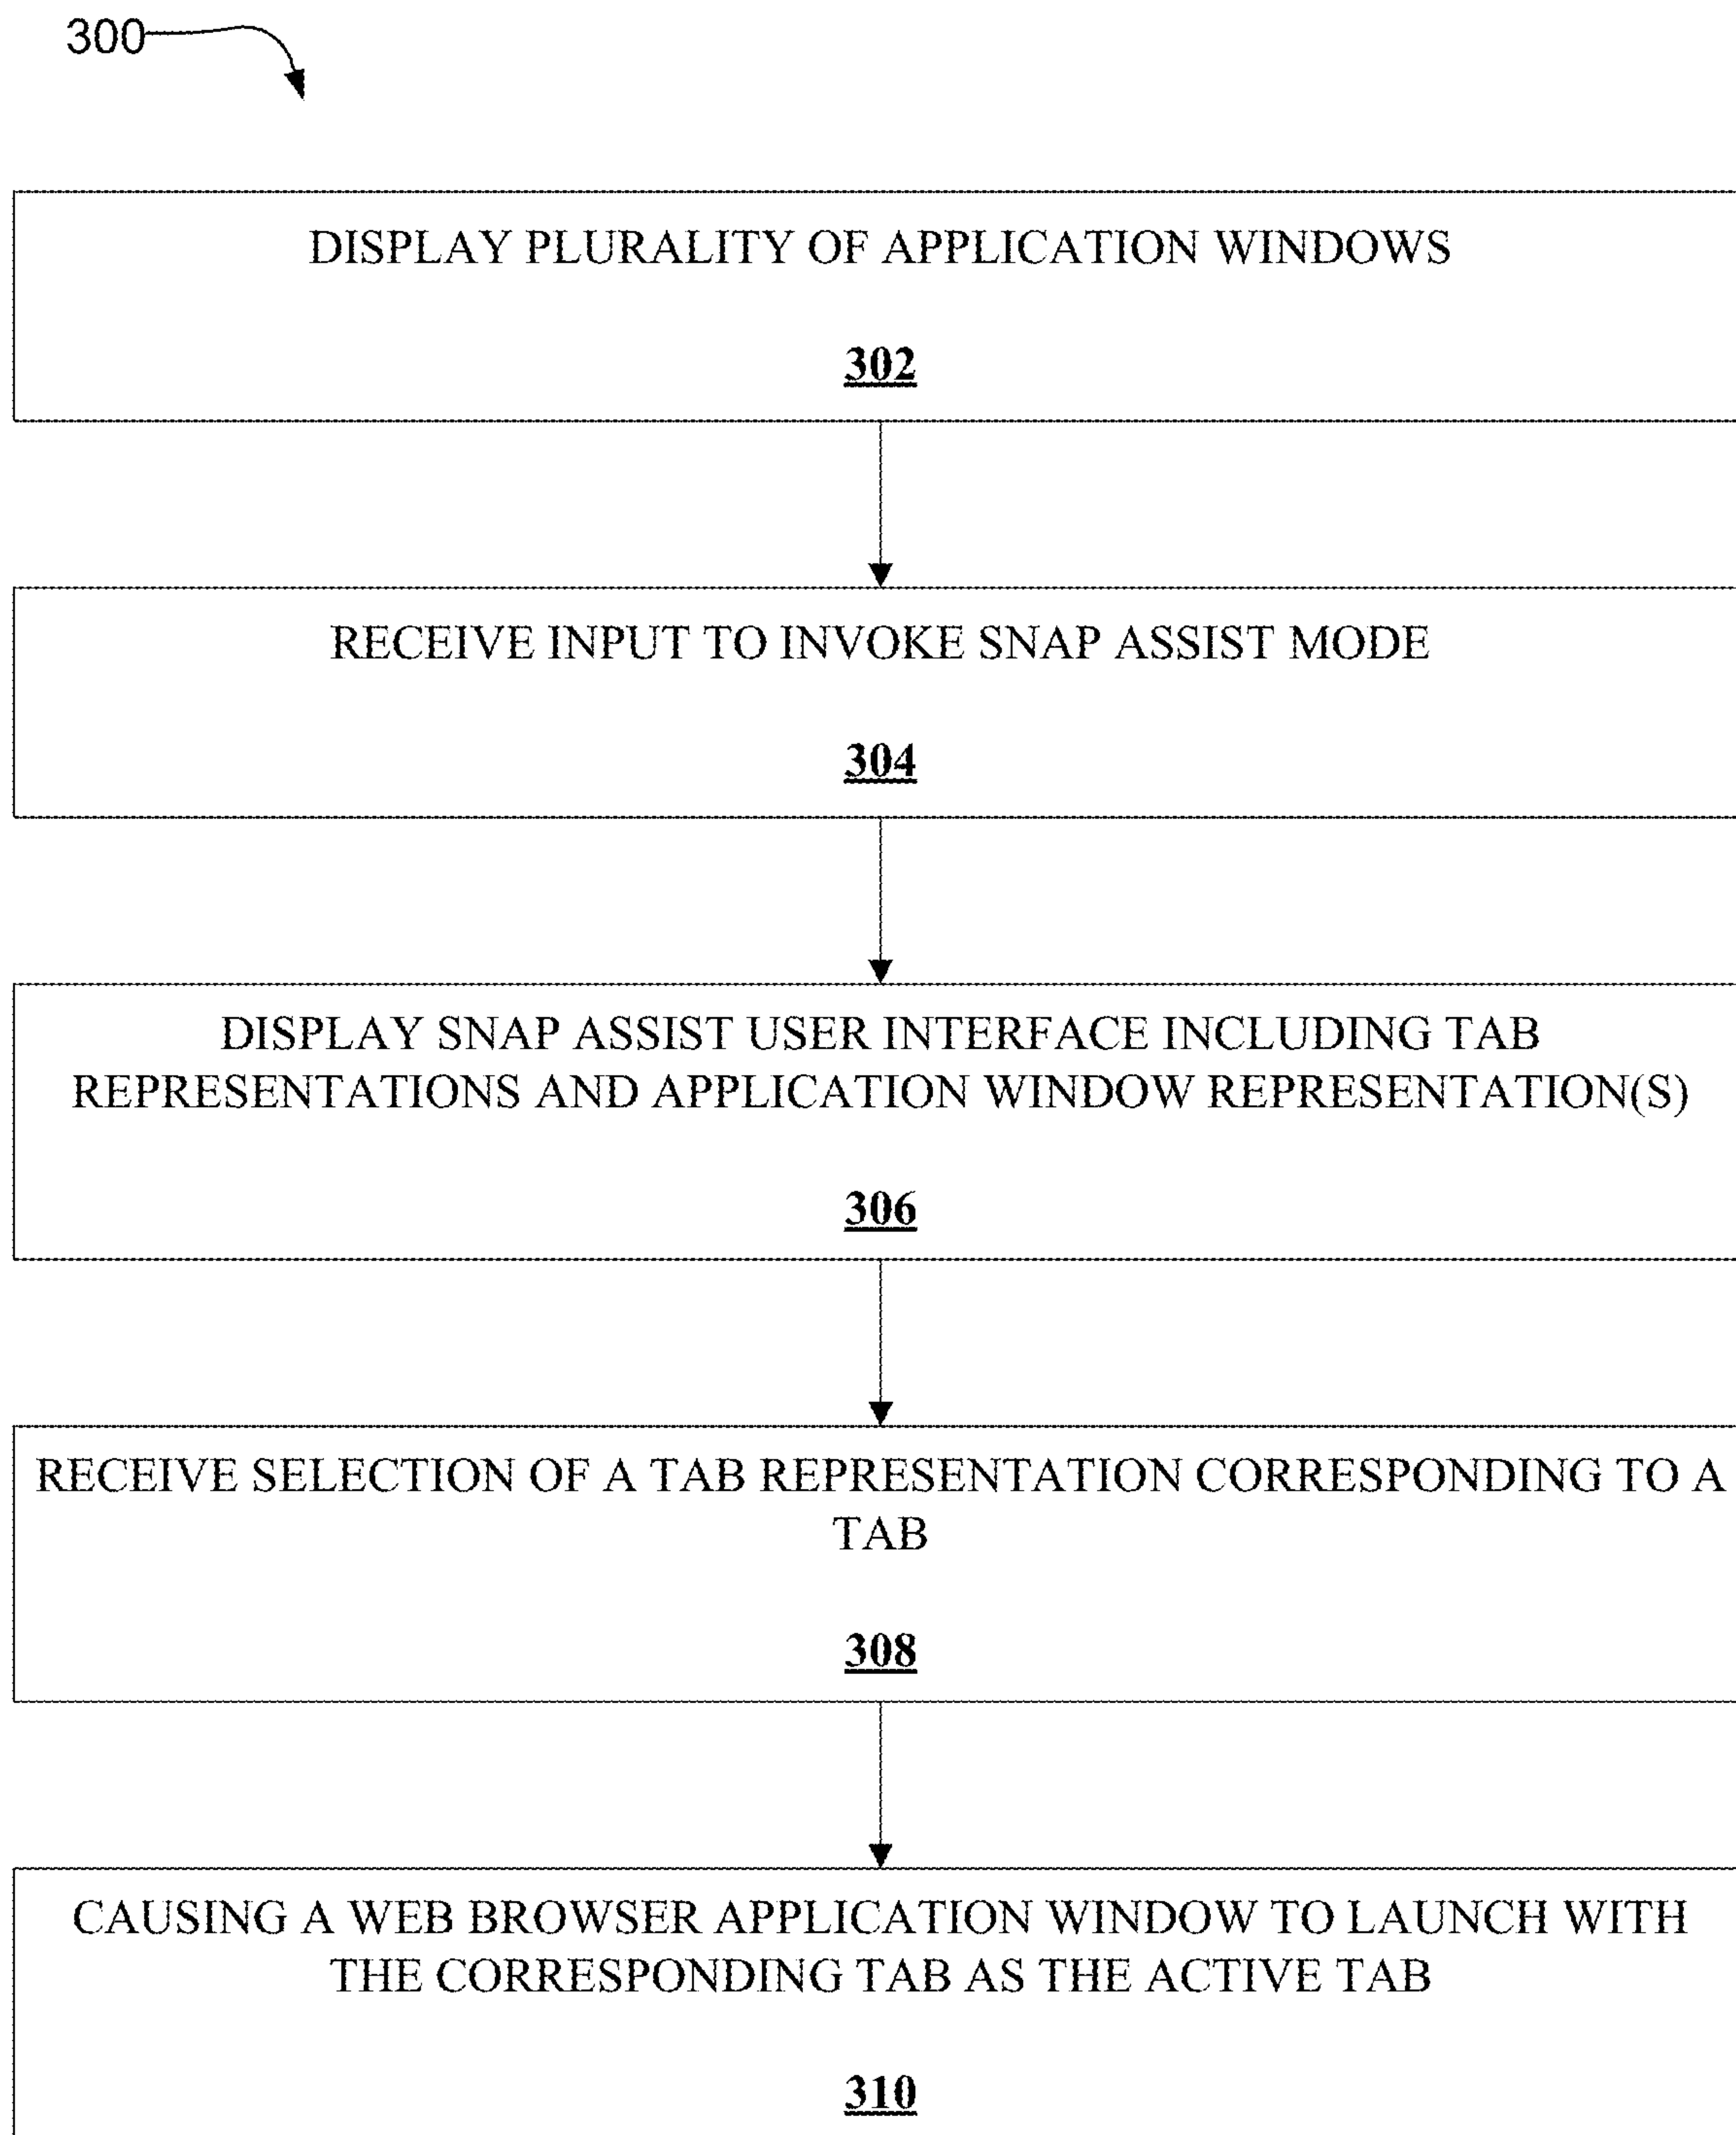 300
DISPLAY PLURALITY OF APPLICATION WINDOWS
302
RECEIVE INPUT TO INVOKE SNAP ASSIST MODE
304
DISPLAY SNAP ASSIST USER INTERFACE INCLUDING TAB
REPRESENTATIONS AND APPLICATION WINDOW REPRESENTATION(S)
306
RECEIVE SELECTION OF A TAB REPRESENTATION CORRESPONDING TO A
TAB
308
CAUSING A WEB BROWSER APPLICATION WINDOW TO LAUNCH WITH
THE CORRESPONDING TAB AS THE ACTIVE TAB
310